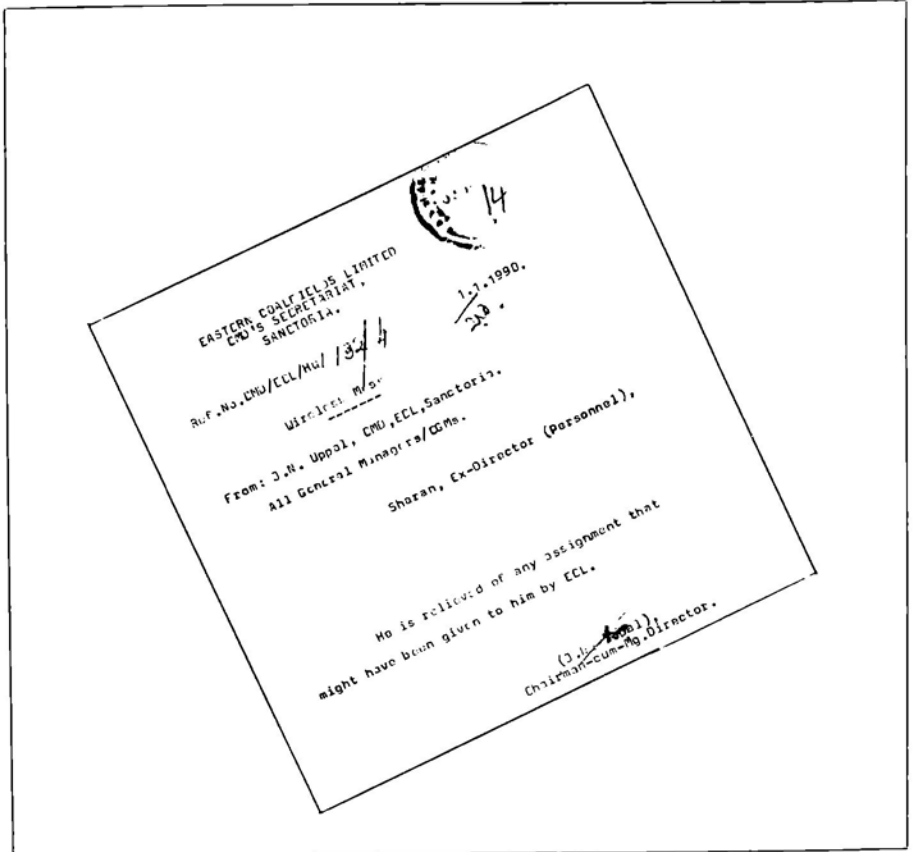 14
EASTERN COALFIELDS LIMITED
CMD'S SECRETARIAT,
SANCTORIA.
1.1.1990.
Ref.No.CMD/ECL/HQ/
Wireless
From: J.N. Uppal, CMD,ECL,Sanctoria.
All General Managers/CGMs.
Sharan, Ex-Director (Personnel),
He is relieved of any assignment that
might have been given to him by ECL.
Chairman-cum-Mg.Director.